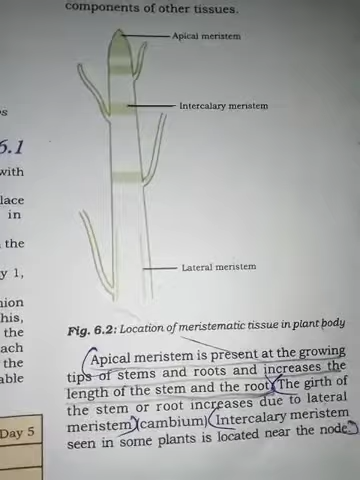 components of other tissues.
Apical meristem
Intercalary meristem
Lateral meristem
Fig. 6.2: Location of meristematic tissue in plant body
Apical meristem is present at the growing
tips of stems and roots and increases the
length of the stem and the root. The girth of
the stem or root increases due to lateral
meristem (cambium). Intercalary meristem
seen in some plants is located near the node.
6.1
with
lace
in
the
y 1,
nion
his,
the
ach
the
able
Day 5